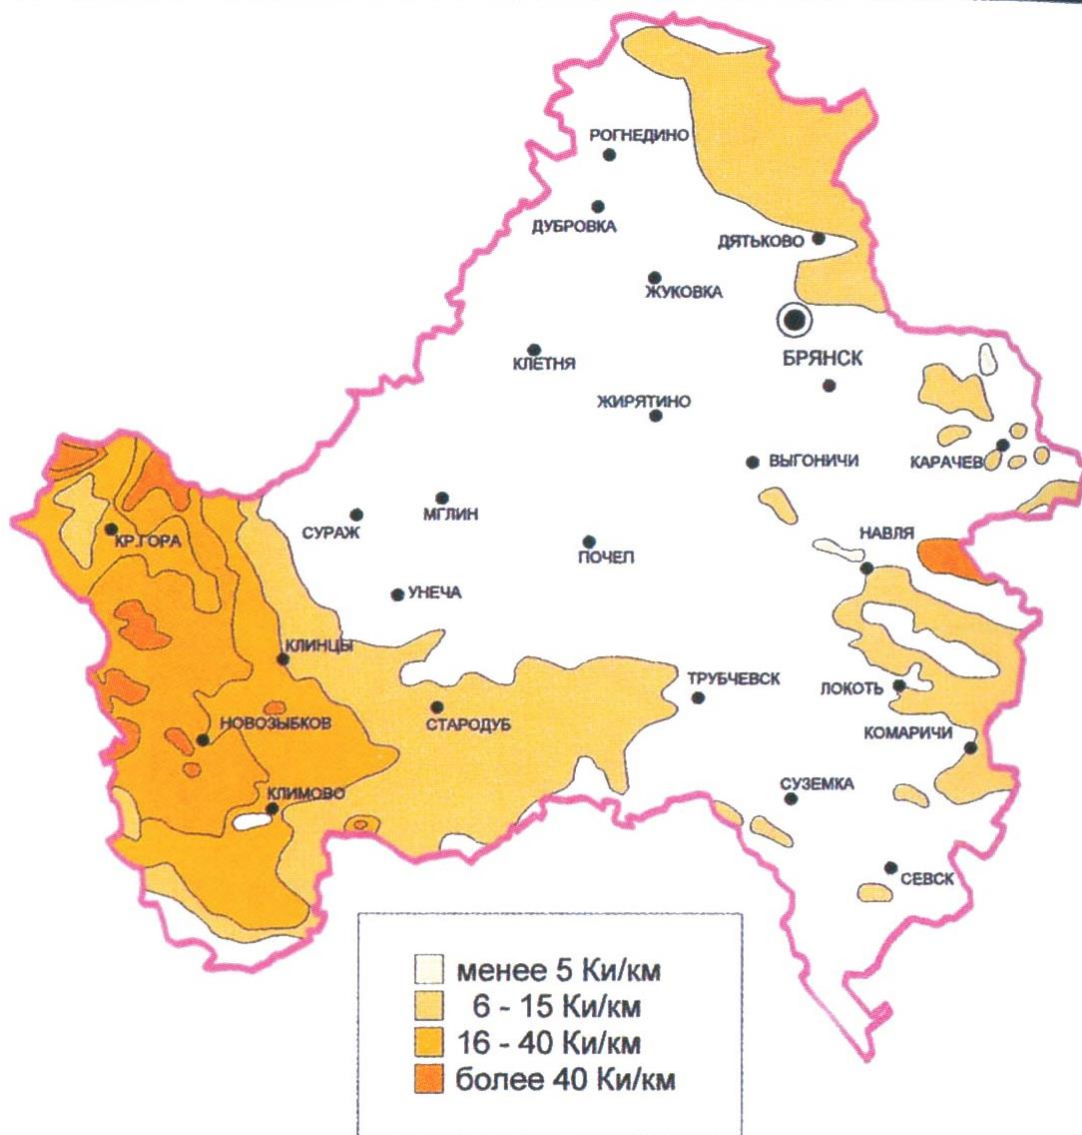 РОГНЕДИНО
ДУБРОВКА
ДЯТЬКОВО
ЖУКОВКА
БРЯНСК
КЛЕТНЯ
ЖИРЯТИНО
ВЫГОНИЧИ
КАРАЧЕВ
МГЛИН
СУРАЖ
КР.ГОРА
НАВЛЯ
ПОЧЕП
УНЕЧА
КЛИНЦЫ
ТРУБЧЕВСК
ЛОКОТЬ
НОВОЗЫБКОВ
СТАРОДУБ
КОМАРИЧИ
СУЗЕМКА
КЛИМОВО
СЕВСК
менее 5 Ки/км
6 - 15 Ки/км
16 - 40 Ки/км
более 40 Ки/км